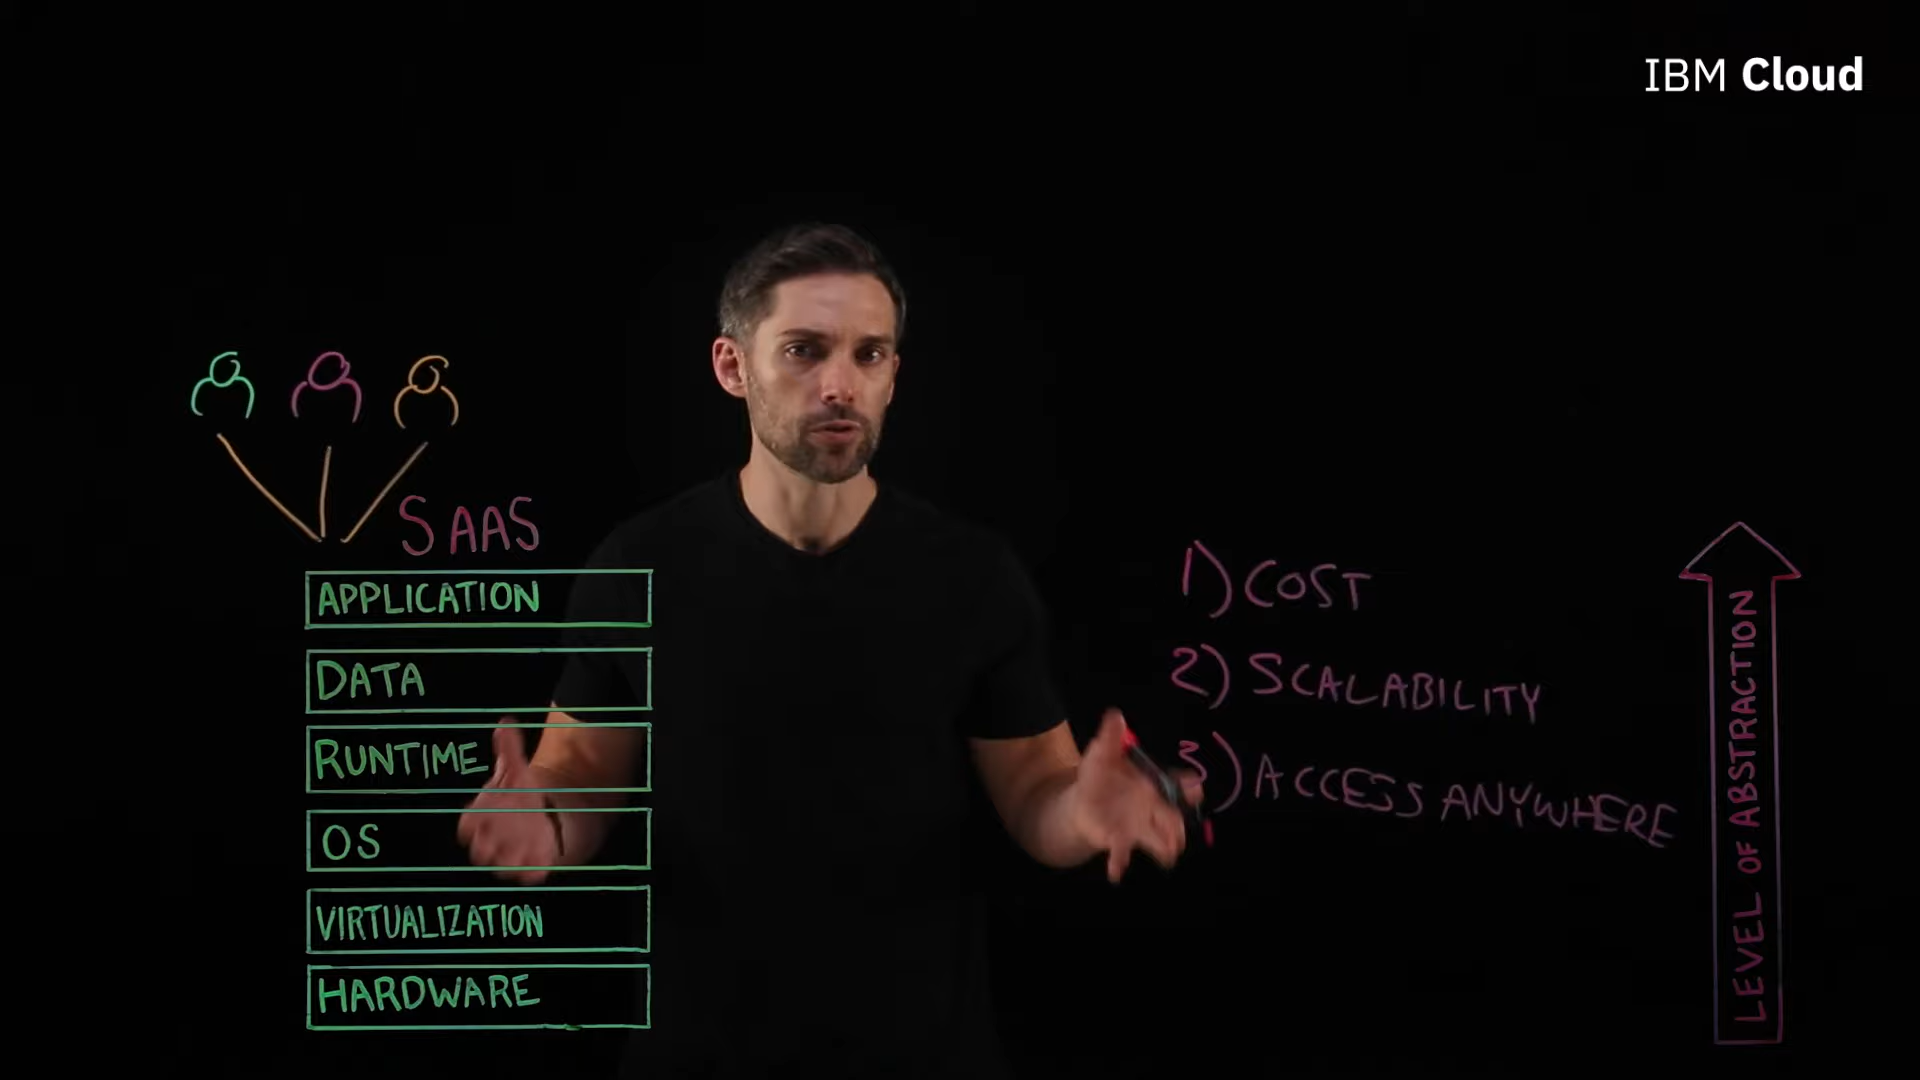 IBM Cloud
SAAS
APPLICATION
DATA
RUNTIME
OS
VIRTUALIZATION
HARDWARE
1) COST
2) SCALABILITY
3) ACCESS ANYWHERE
LEVEL OF ABSTRACTION